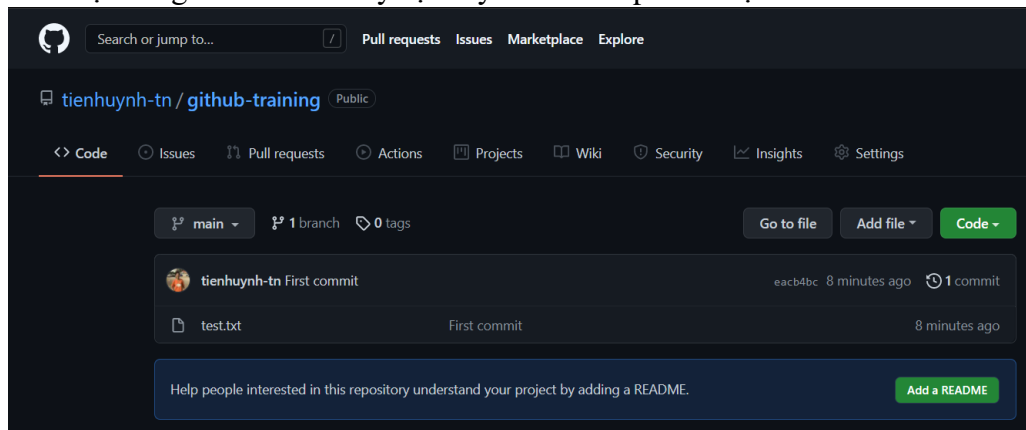 Search or jump to... / Pull requests Issues Marketplace Explore
tienhuynh-tn / github-training Public
<> Code Issues Pull requests Actions Projects Wiki Security Insights Settings
main 1 branch 0 tags Go to file Add file Code
tienhuynh-tn First commit eacb4bc 8 minutes ago 1 commit
test.txt First commit 8 minutes ago
Help people interested in this repository understand your project by adding a README. Add a README